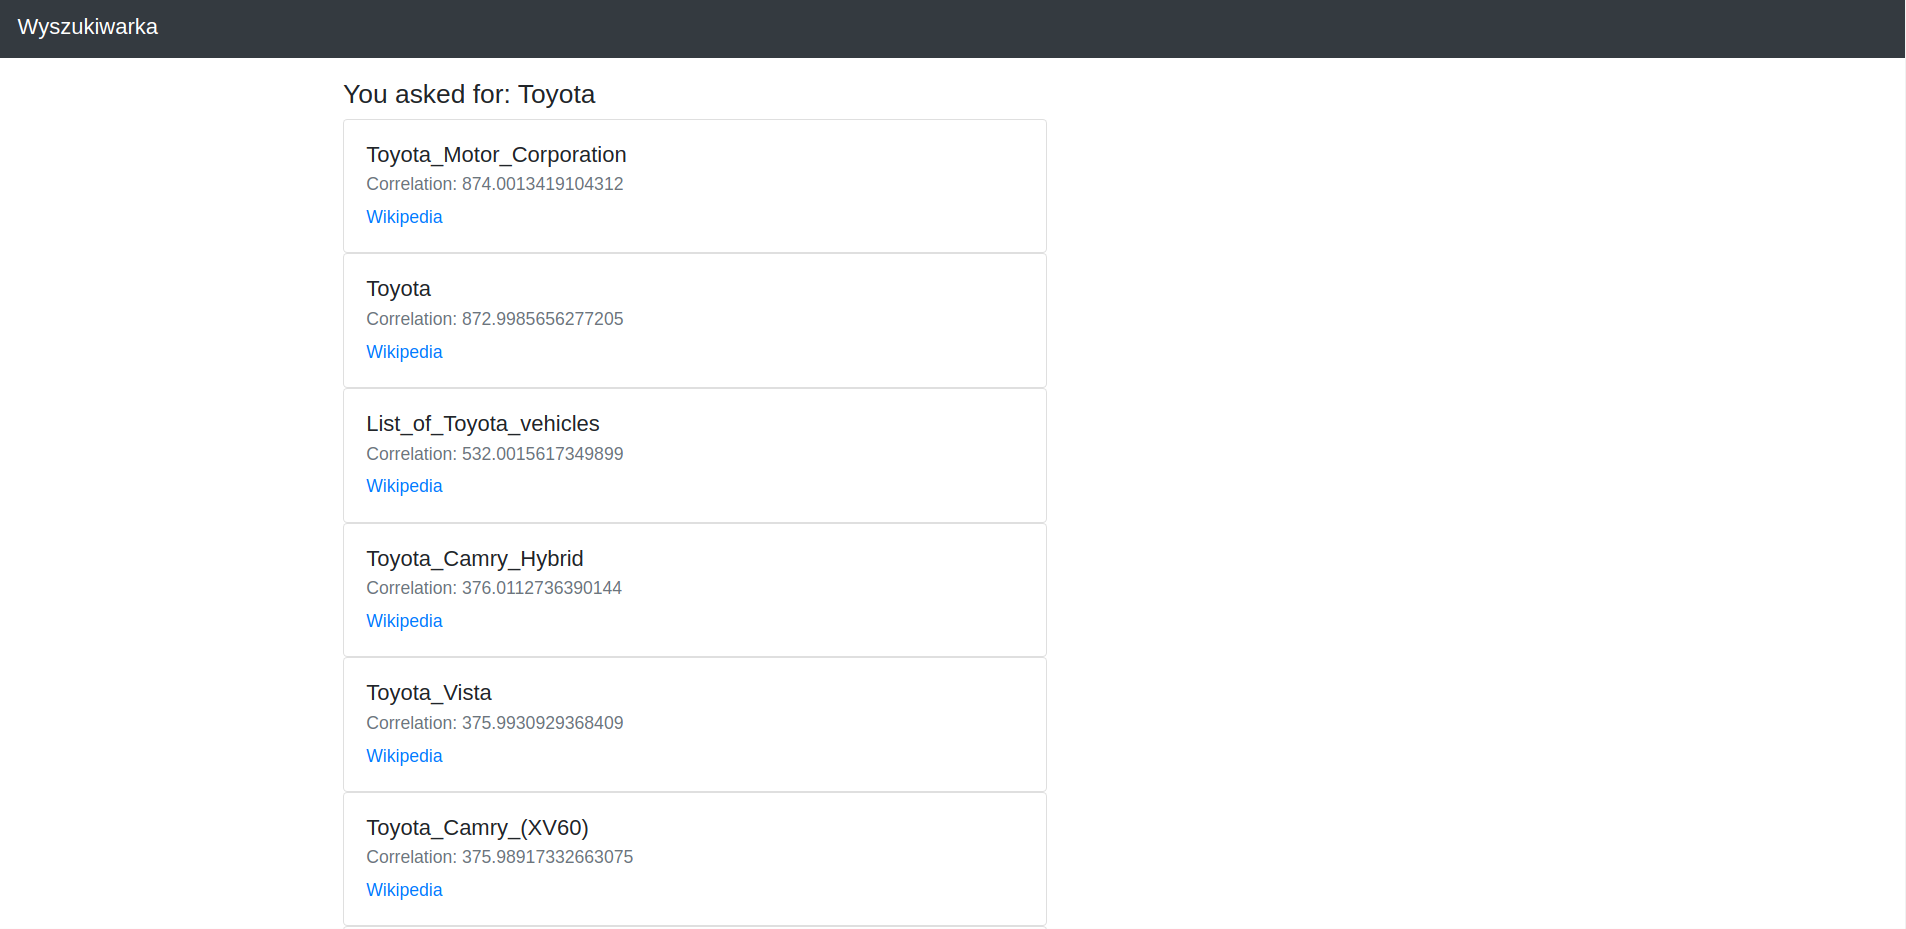 Wyszukiwarka
You asked for: Toyota
Toyota_Motor_Corporation
Correlation: 874.0013419104312
Wikipedia
Toyota
Correlation: 872.9985656277205
Wikipedia
List_of_Toyota_vehicles
Correlation: 532.0015617349899
Wikipedia
Toyota_Camry_Hybrid
Correlation: 376.0112736390144
Wikipedia
Toyota_Vista
Correlation: 375.9930929368409
Wikipedia
Toyota_Camry_(XV60)
Correlation: 375.98917332663075
Wikipedia